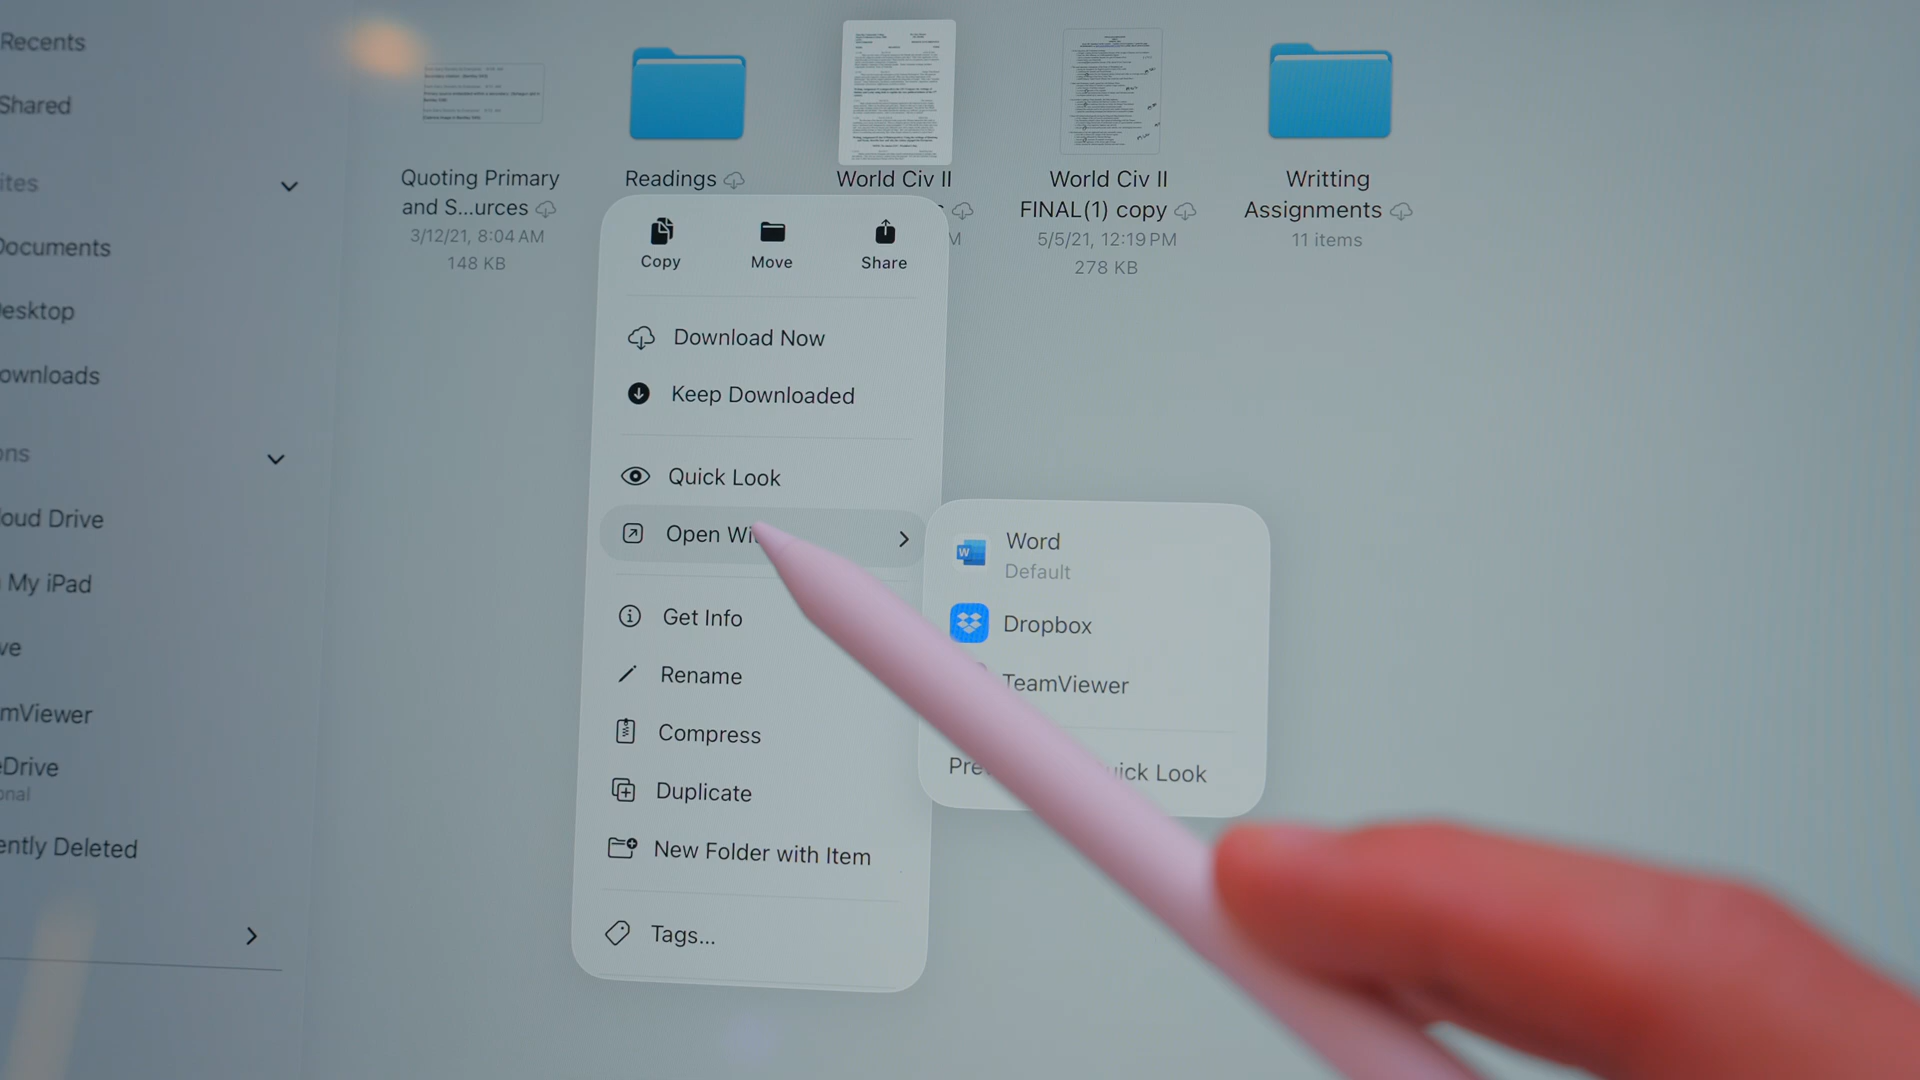 Recents
Shared
ites
Documents
esktop
ownloads
ons
oud Drive
My iPad
ve
mViewer
eDrive
onal
ently Deleted
Quoting Primary
and S...urces
3/12/21, 8:04 AM
148 KB
Readings
World Civ II
M
World Civ II
FINAL(1) copy
5/5/21, 12:19 PM
278 KB
Writting
Assignments
11 items
Copy
Move
Share
Download Now
Keep Downloaded
Quick Look
Open Wi
Get Info
Rename
Compress
Duplicate
New Folder with Item
Tags...
W
Word
Default
Dropbox
TeamViewer
Pre
uick Look